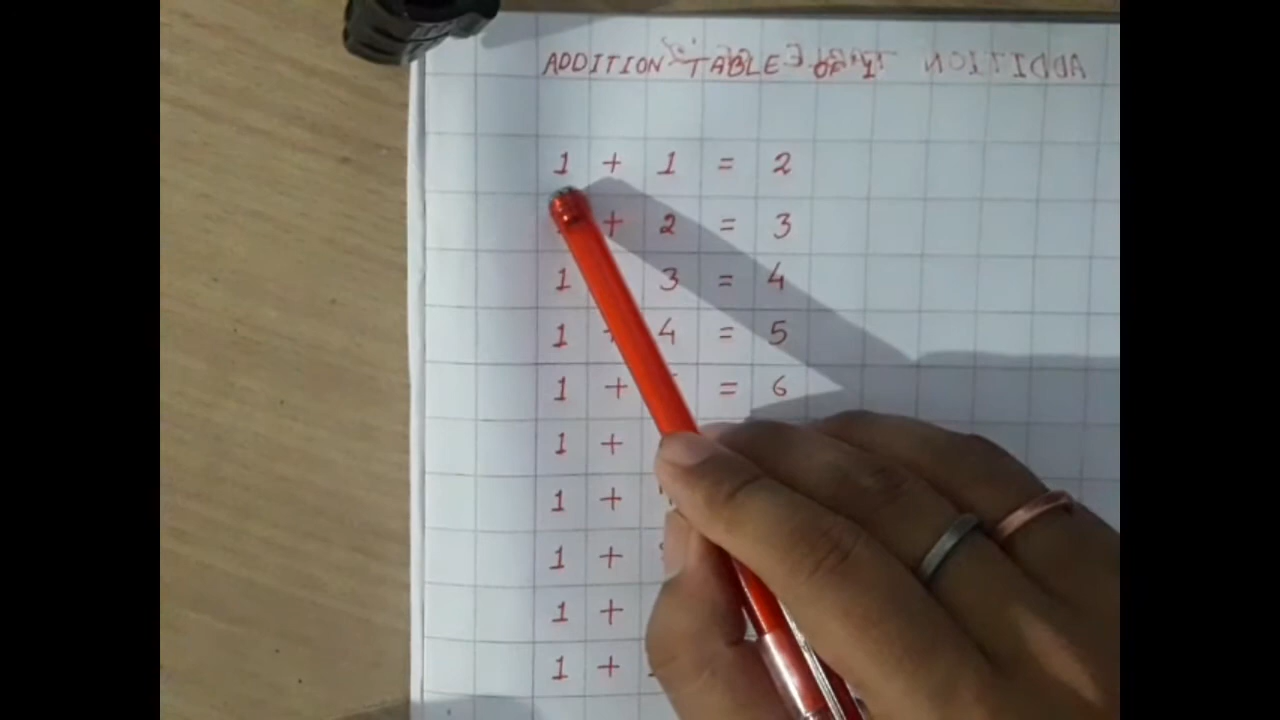 ADDITION TABLE OF 1
1 + 1 = 2
1 + 2 = 3
1 3 = 4
1 + 4 = 5
1 + = 6
1 +
1 +
1 +
1 +
1 +